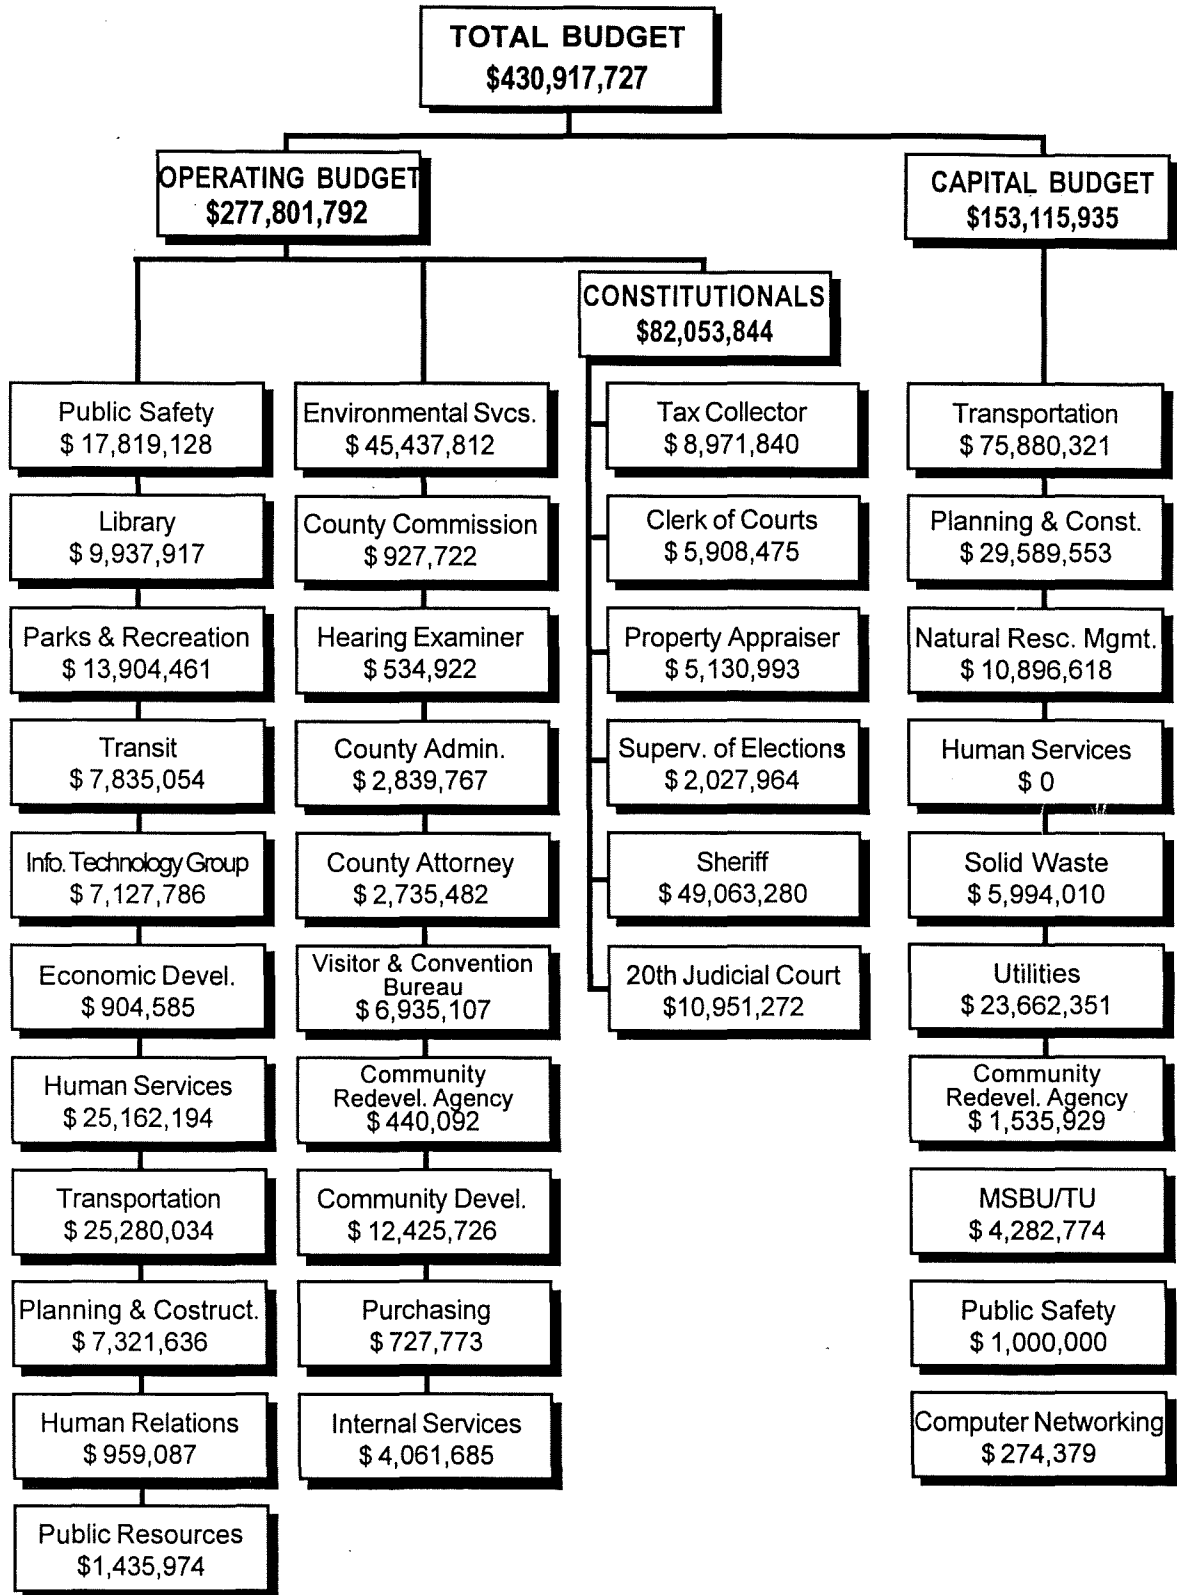 TOTAL BUDGET
$430,917,727
OPERATING BUDGET
$277,801,792
CAPITAL BUDGET
$153,115,935
CONSTITUTIONALS
$82,053,844
Public Safety
$ 17,819,128
Library
$ 9,937,917
Parks & Recreation
$ 13,904,461
Transit
$ 7,835,054
Info. Technology Group
$ 7,127,786
Economic Devel.
$ 904,585
Human Services
$ 25,162,194
Transportation
$ 25,280,034
Planning & Costruct.
$ 7,321,636
Human Relations
$ 959,087
Public Resources
$1,435,974
Environmental Svcs.
$ 45,437,812
County Commission
$ 927,722
Hearing Examiner
$ 534,922
County Admin.
$ 2,839,767
County Attorney
$ 2,735,482
Visitor & Convention
Bureau
$ 6,935,107
Community
Redevel. Agency
$ 440,092
Community Devel.
$ 12,425,726
Purchasing
$ 727,773
Internal Services
$ 4,061,685
Tax Collector
$ 8,971,840
Clerk of Courts
$ 5,908,475
Property Appraiser
$ 5,130,993
Superv. of Elections
$ 2,027,964
Sheriff
$ 49,063,280
20th Judicial Court
$10,951,272
Transportation
$ 75,880,321
Planning & Const.
$ 29,589,553
Natural Resc. Mgmt.
$ 10,896,618
Human Services
$ 0
Solid Waste
$ 5,994,010
Utilities
$ 23,662,351
Community
Redevel. Agency
$ 1,535,929
MSBU/TU
$ 4,282,774
Public Safety
$ 1,000,000
Computer Networking
$ 274,379